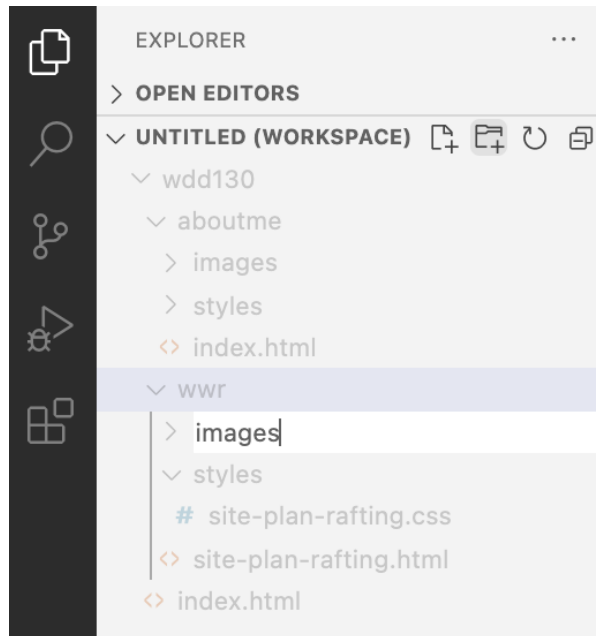 EXPLORER ...
OPEN EDITORS
UNTITLED (WORKSPACE)
wdd130
aboutme
images
styles
<> index.html
wwr
images
styles
# site-plan-rafting.css
<> site-plan-rafting.html
<> index.html